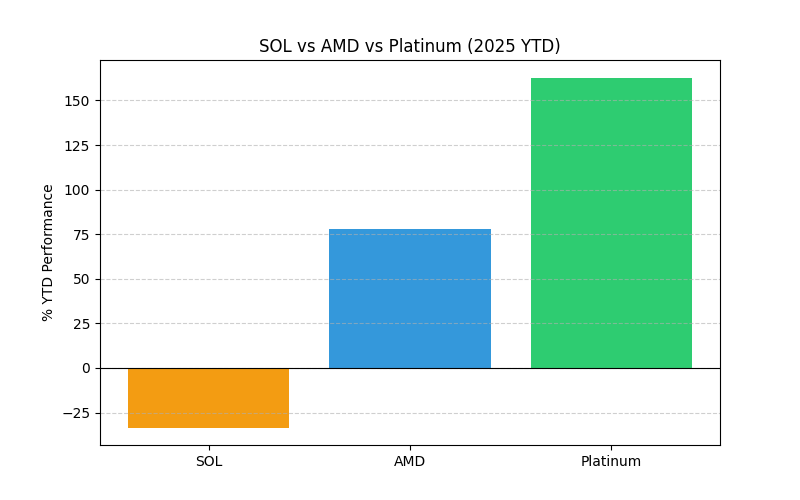 SOL vs AMD vs Platinum (2025 YTD)
% YTD Performance
150
125
100
75
50
25
0
−25
SOL AMD Platinum